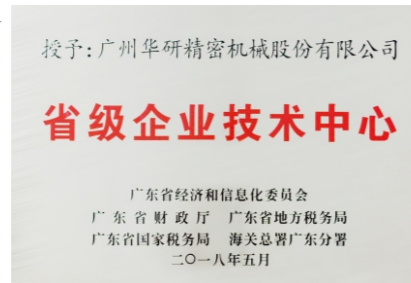 授予:广州华研精密机械股份有限公司
省级企业技术中心
广东省经济和信息化委员会
广东省财政厅 广东省地方税务局
广东省国家税务局 海关总署广东分署
二〇一八年五月